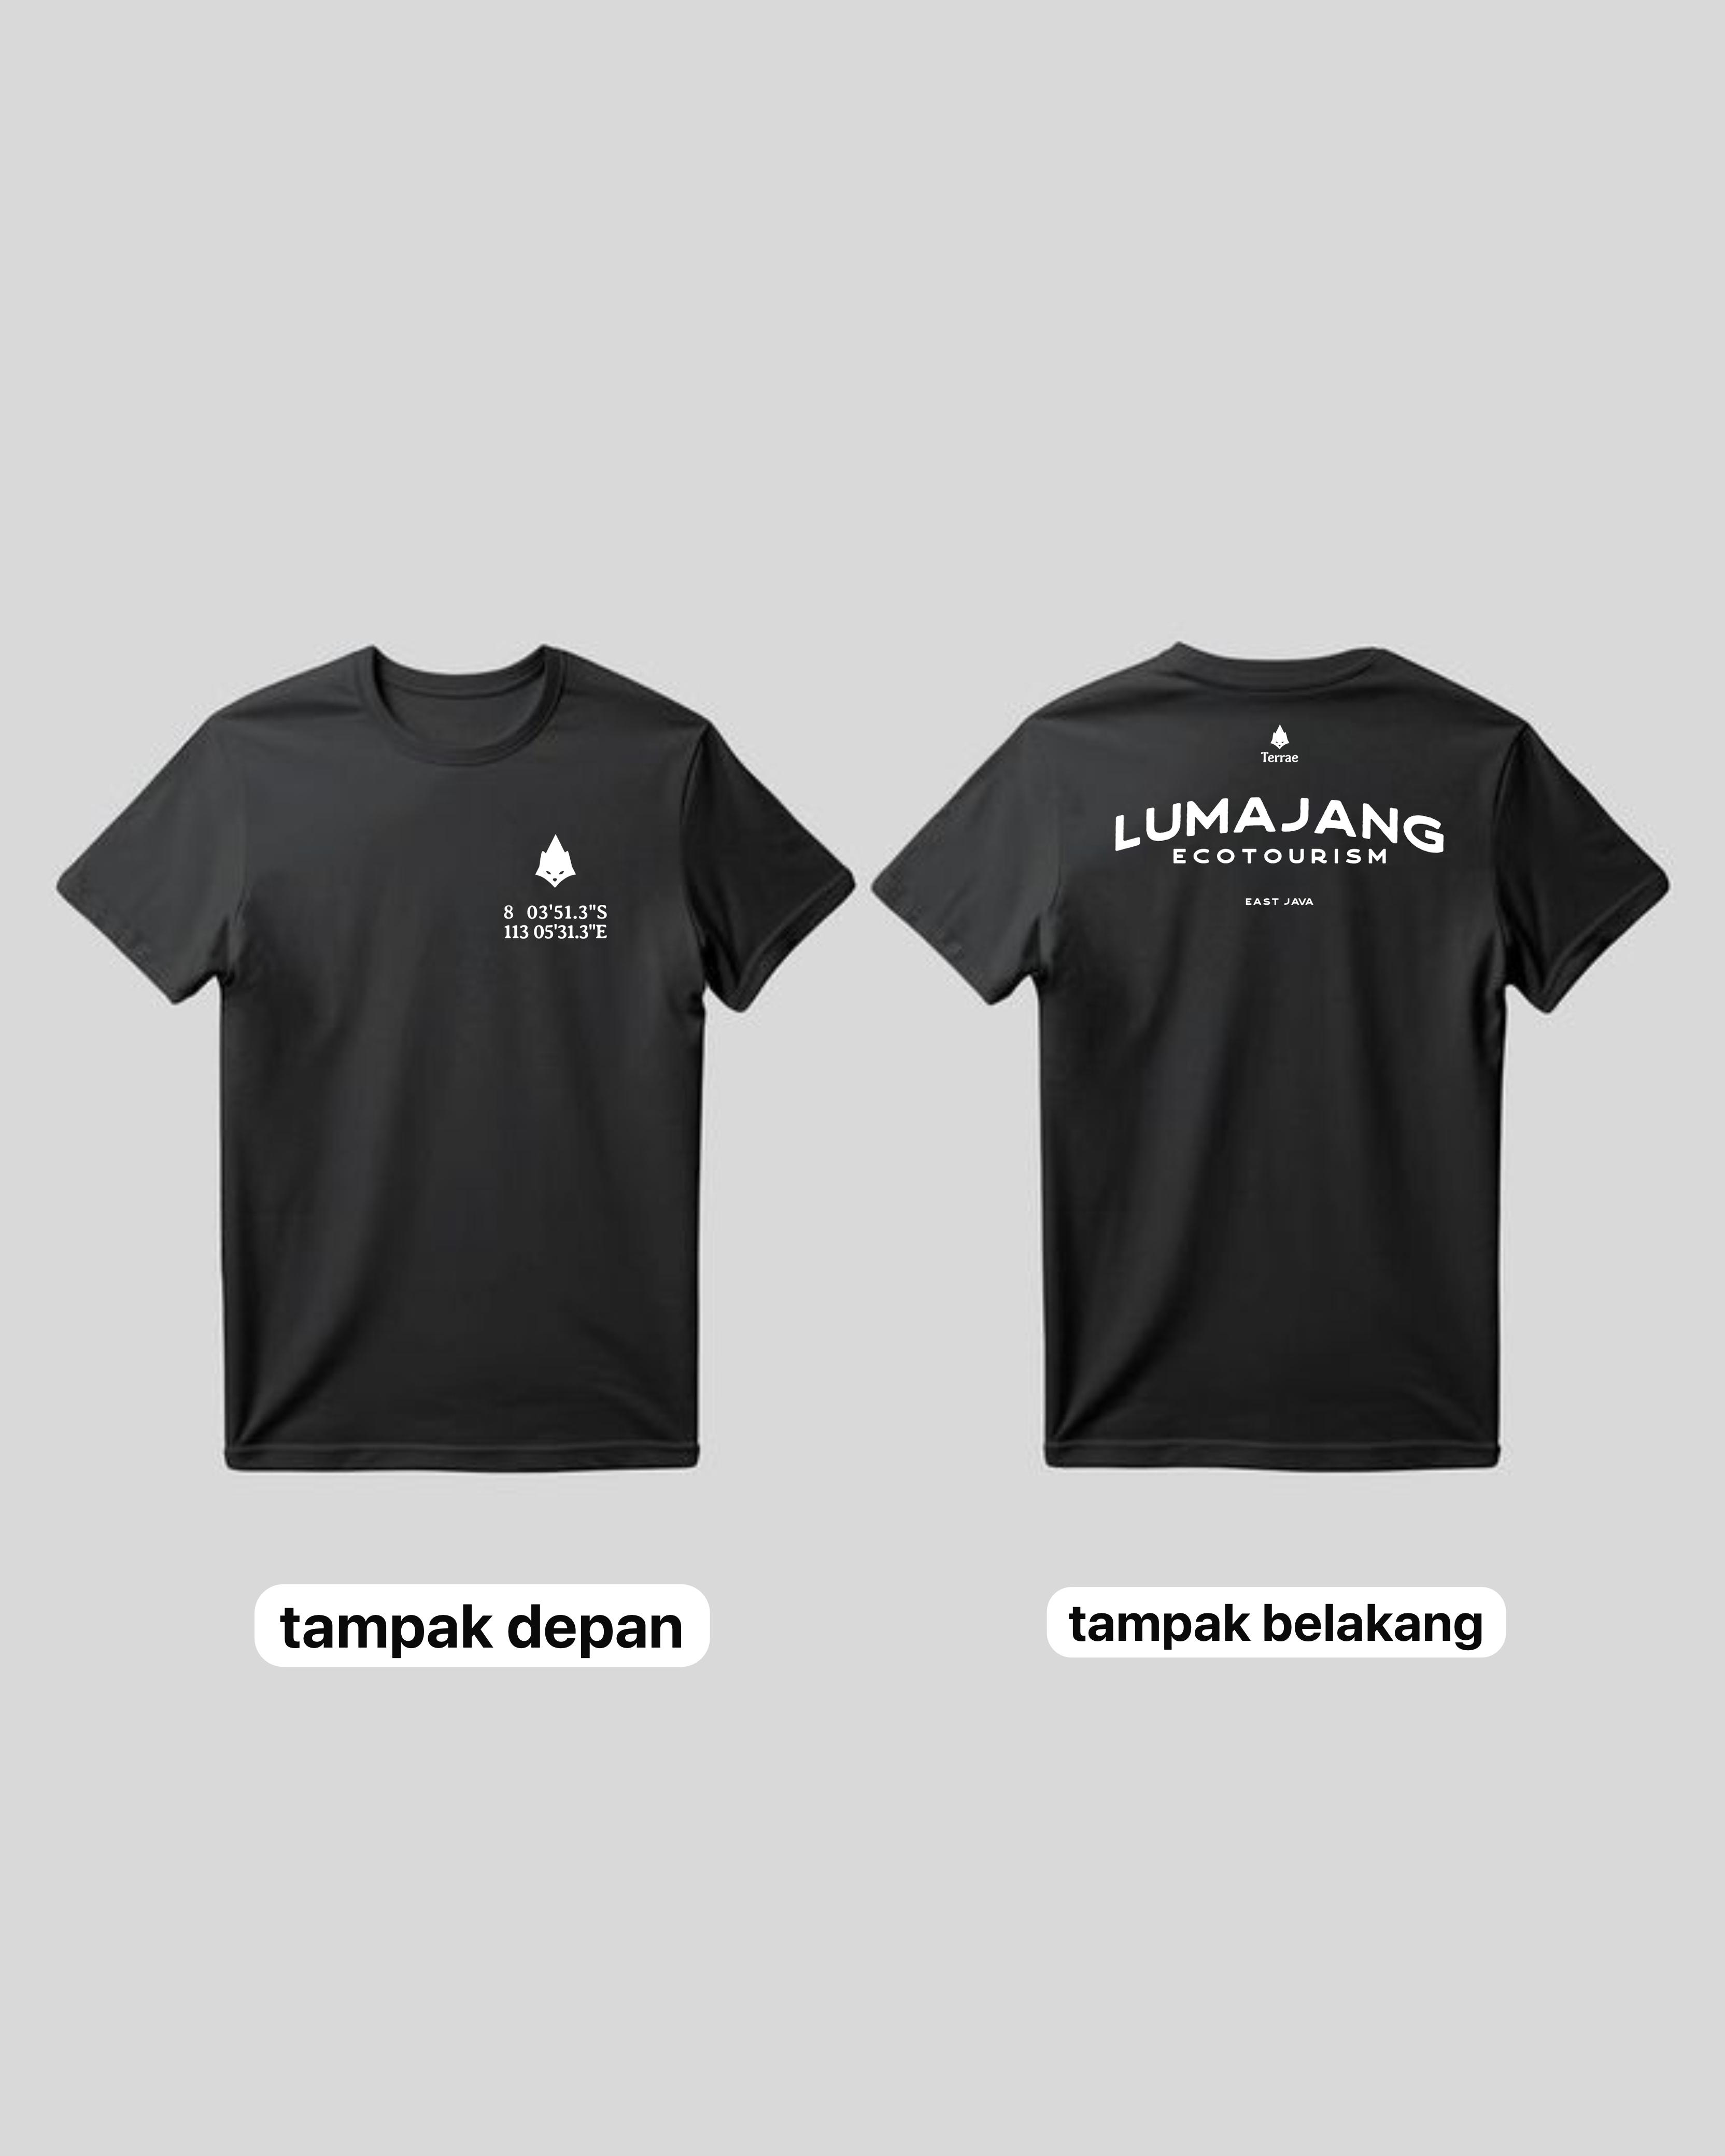 8 03'51.3"S
113 05'31.3"E
Terrae
LUMAJANG
ECOTOURISM
EAST JAVA
tampak depan
tampak belakang